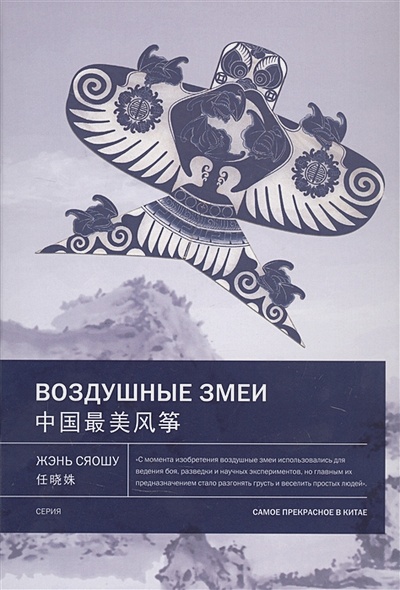 ВОЗДУШНЫЕ ЗМЕИ
中国最美风筝
ЖЭНЬ СЯОШУ
任晓姝
«С момента изобретения воздушные змеи использовались для
ведения боя, разведки и научных экспериментов, но главным их
предназначением стало разгонять грусть и веселить простых людей».
СЕРИЯ
САМОЕ ПРЕКРАСНОЕ В КИТАЕ